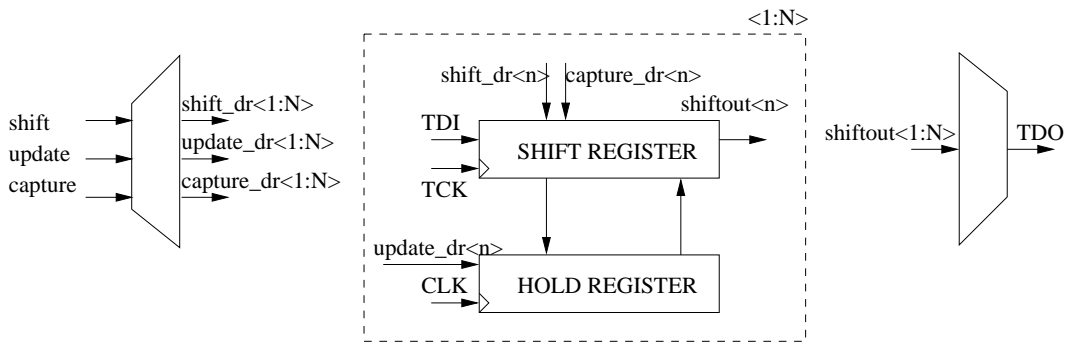 <1:N>
shift
update
capture
shift_dr<1:N>
update_dr<1:N>
capture_dr<1:N>
shift_dr<n>
capture_dr<n>
shiftout<n>
TDI
SHIFT REGISTER
TCK
update_dr<n>
CLK
HOLD REGISTER
shiftout<1:N>
TDO